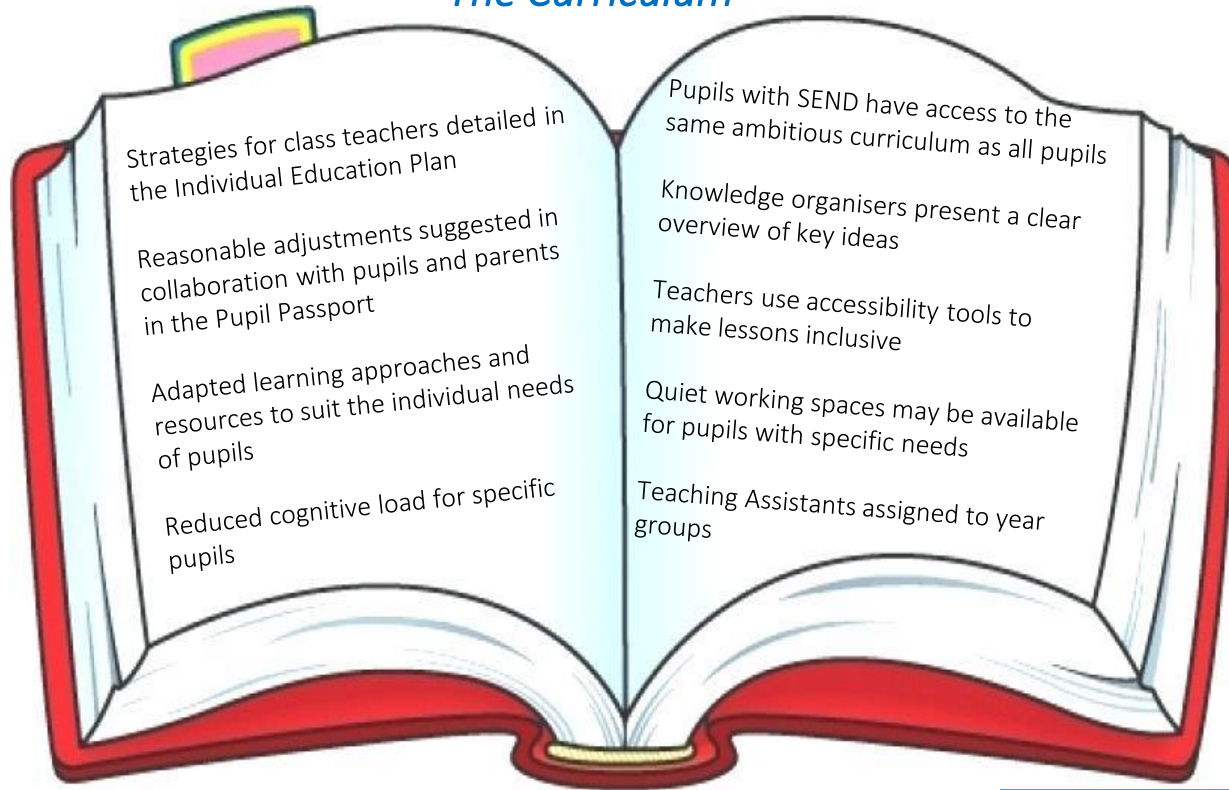 The Curriculum
Strategies for class teachers detailed in
the Individual Education Plan
Reasonable adjustments suggested in
collaboration with pupils and parents
in the Pupil Passport
Adapted learning approaches and
resources to suit the individual needs
of pupils
Reduced cognitive load for specific
pupils
Pupils with SEND have access to the
same ambitious curriculum as all pupils
Knowledge organisers present a clear
overview of key ideas
Teachers use accessibility tools to
make lessons inclusive
Quiet working spaces may be available
for pupils with specific needs
Teaching Assistants assigned to year
groups